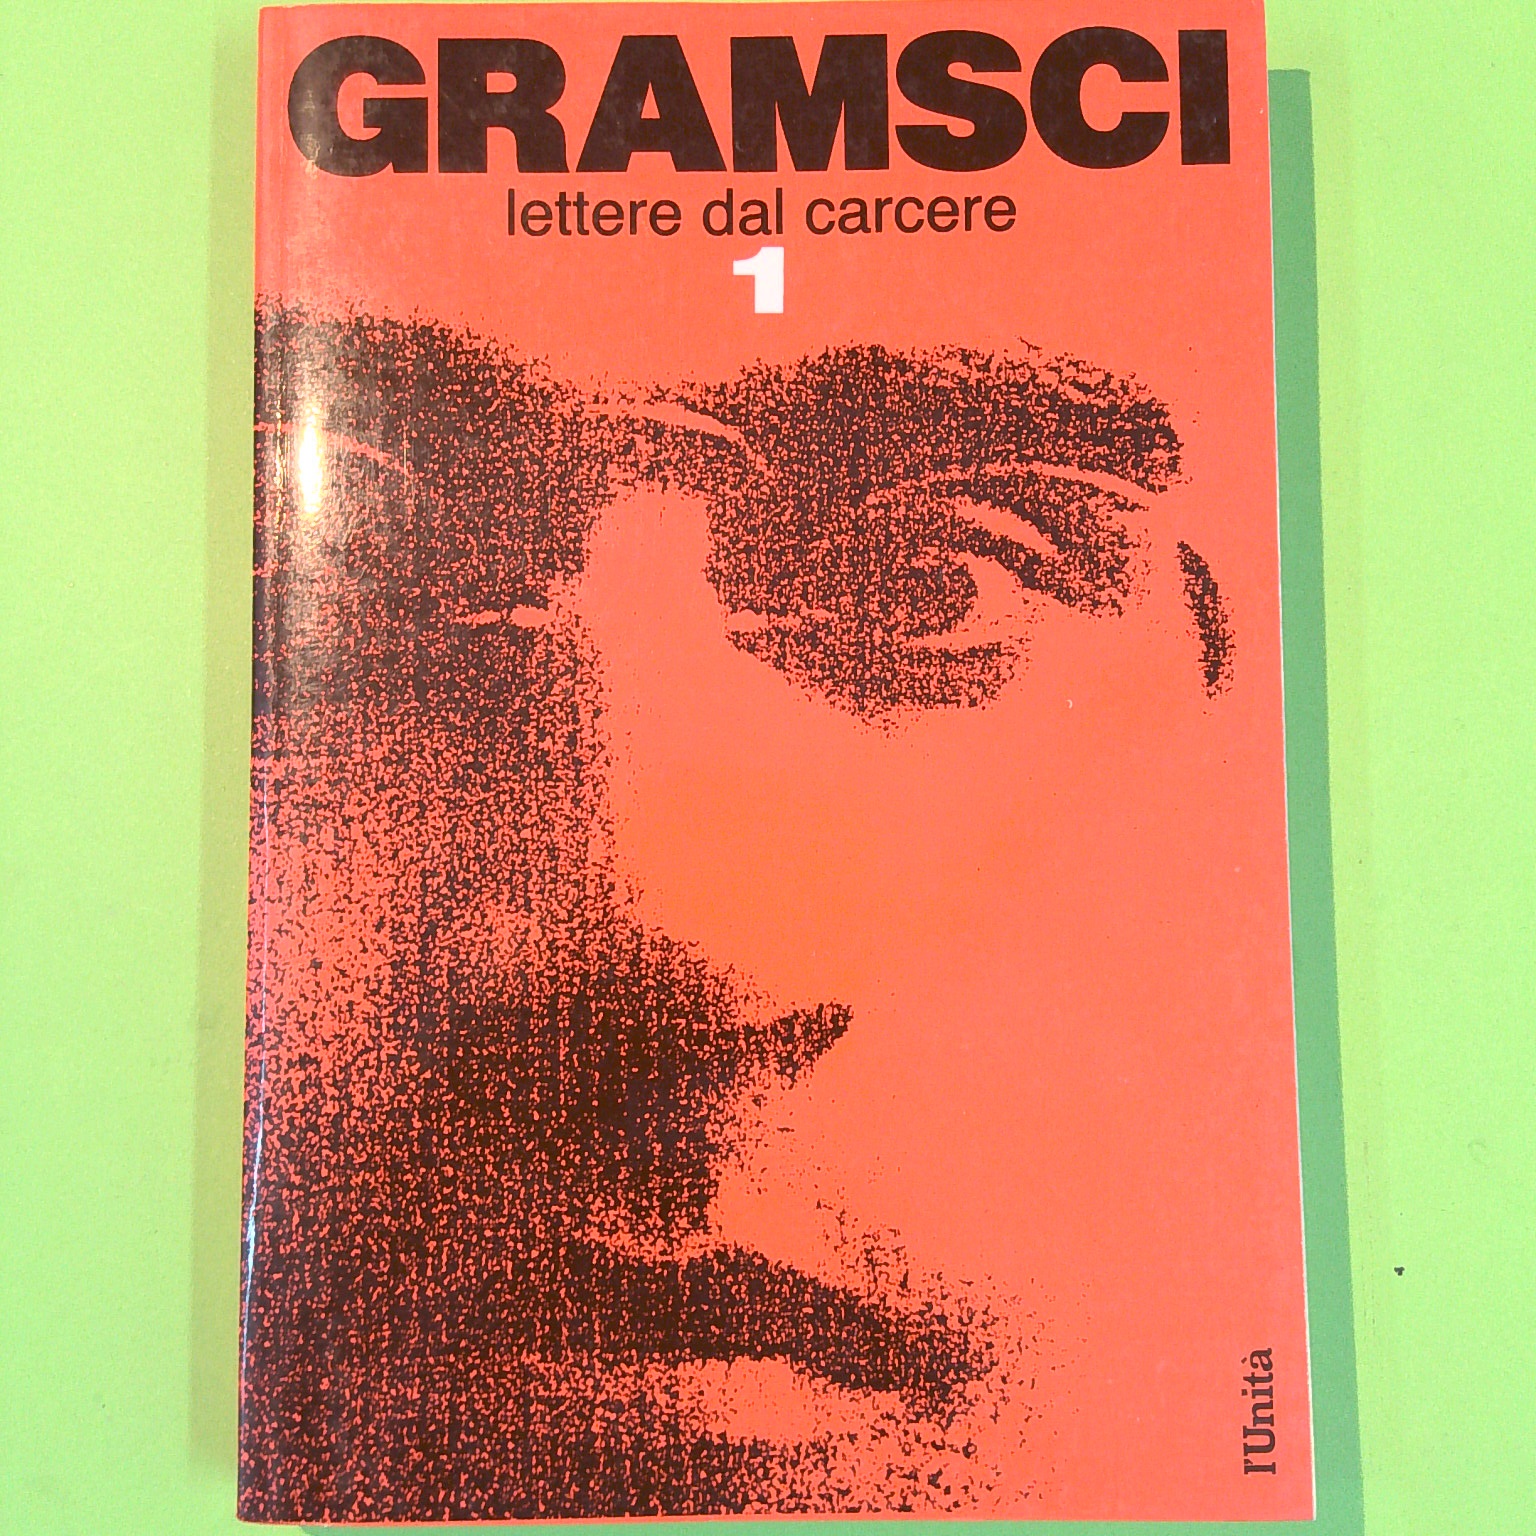 GRAMSCI
lettere dal carcere
1
l'Unità